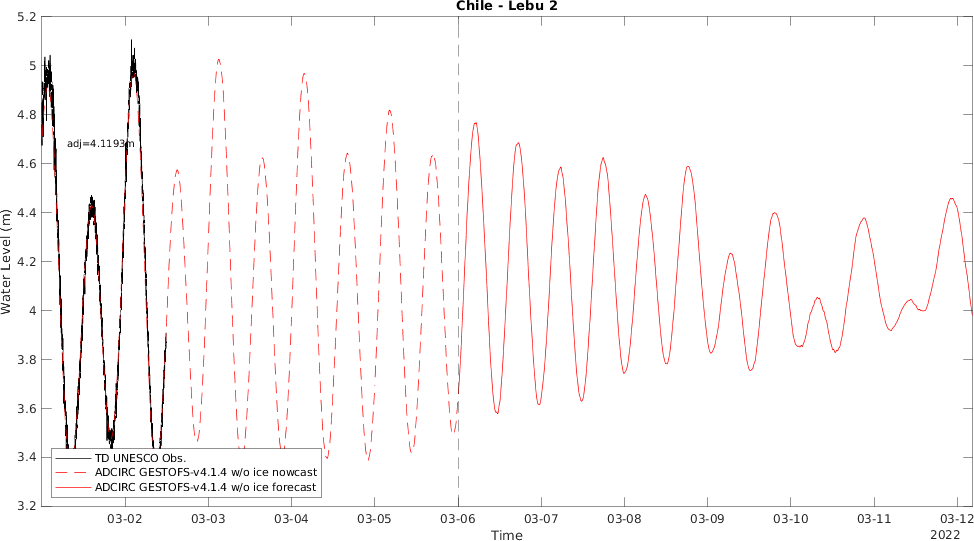 Chile - Lebu 2
5.2
5
4.8
4.6
4.4
4.2
4
3.8
3.6
3.4
3.2
Water Level (m)
adj=4.1193m
TD UNESCO Obs.
ADCIRC GESTOFS-v4.1.4 w/o ice nowcast
ADCIRC GESTOFS-v4.1.4 w/o ice forecast
03-02 03-03 03-04 03-05 03-06 03-07 03-08 03-09 03-10 03-11 03-12
Time
2022